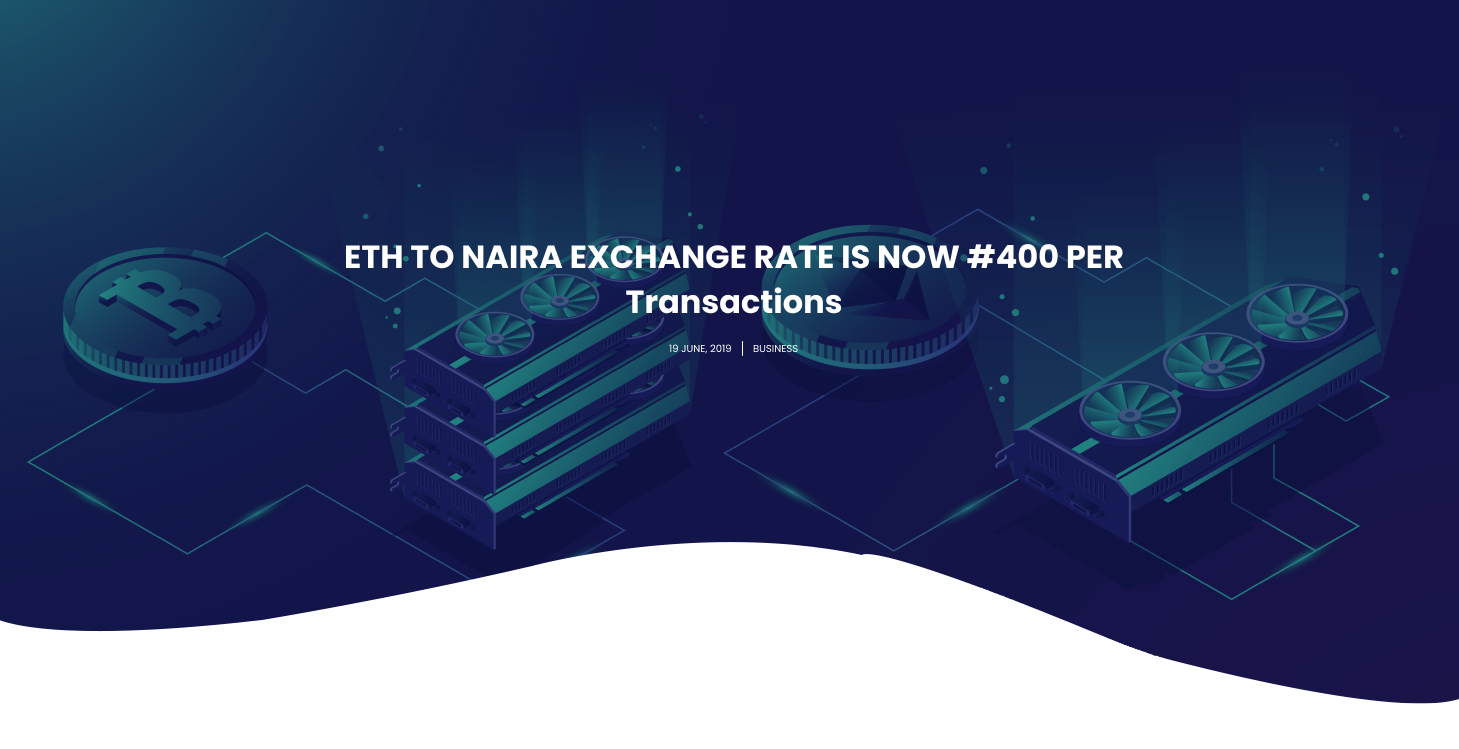 ETH TO NAIRA EXCHANGE RATE IS NOW #400 PER
Transactions
19 JUNE, 2019 | BUSINESS